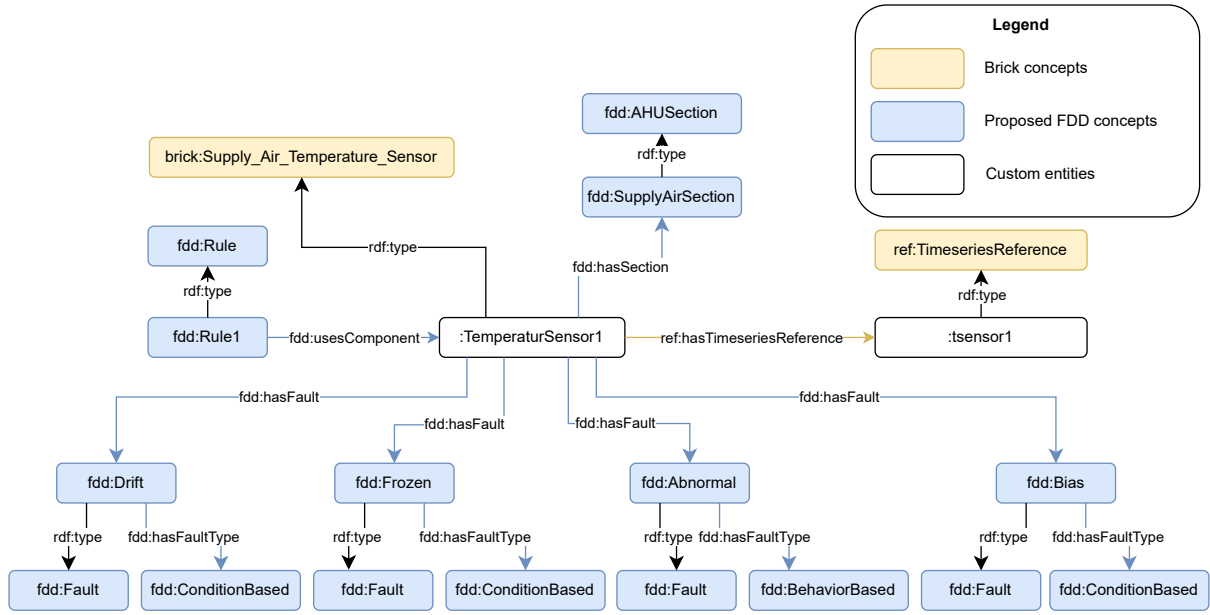 Legend
Brick concepts
Proposed FDD concepts
Custom entities
fdd:AHUSection
rdf:type
brick:Supply_Air_Temperature_Sensor
fdd:SupplyAirSection
fdd:Rule
rdf:type
fdd:hasSection
ref:TimeseriesReference
rdf:type
rdf:type
fdd:Rule1
fdd:usesComponent
:TemperaturSensor1
ref:hasTimeseriesReference
:tsensor1
fdd:hasFault
fdd:hasFault
fdd:hasFault
fdd:hasFault
fdd:Drift
fdd:Frozen
fdd:Abnormal
fdd:Bias
rdf:type
fdd:hasFaultType
rdf:type
fdd:hasFaultType
rdf:type
fdd:hasFaultType
rdf:type
fdd:hasFaultType
fdd:Fault
fdd:ConditionBased
fdd:Fault
fdd:ConditionBased
fdd:Fault
fdd:BehaviorBased
fdd:Fault
fdd:ConditionBased